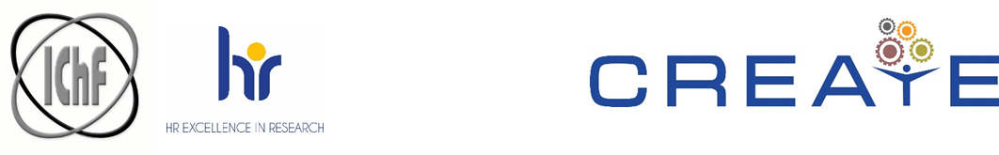 IChF
hr
HR EXCELLENCE IN RESEARCH
CREATE